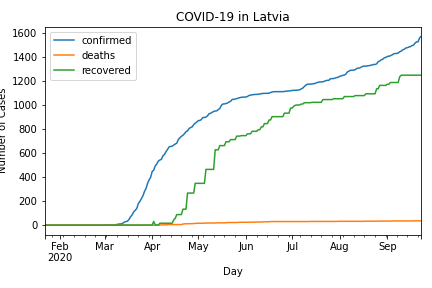 COVID-19 in Latvia
confirmed
deaths
recovered
1600
1400
1200
1000
800
600
400
200
0
Number of Cases
Feb Mar Apr May Jun Jul Aug Sep
2020
Day